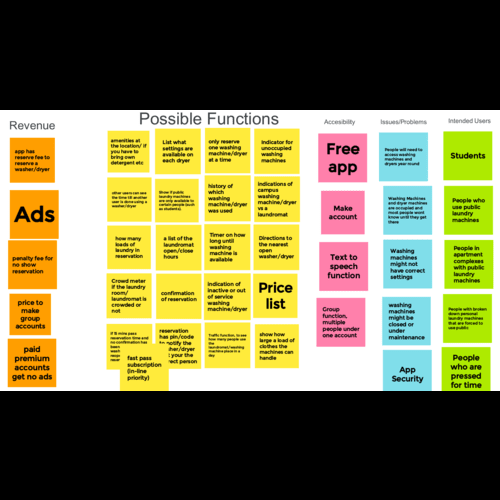 Revenue
app has
reserve fee to
reserve a
washer/dryer
Ads
penalty fee for
no show
reservation
price to
make group
accounts
paid
premium
accounts
get no ads
Possible Functions
amenities at
the location/ if
you have to
bring own
detergent etc
List what
settings are
available on
each dryer
only reserve
one washing
machine/dryer
at a time
Indicator for
unoccupied
washing
machines
other users can see
the time till another
user is done using a
washer/dryer
Show if public
laundry machines
are only available to
certain people (such
as students)
history of
which
washing
machine/dryer
was used
indications of
campus
washing
machine/dryer
vs a
laundromat
how many
loads of
laundry in
reservation
a list of the
laundromat
open/close
hours
Timer on how
long until
washing
machine is
available
Directions to
the nearest
open
washer/dryer
Crowd meter
if the laundry
room/
laundromat is
crowded or
not
confirmation
of reservation
indication of
inactive or out
of service
washing
machine/dryer
Price
list
pass reservation
time and no
confirmation has
been
fast pass
subscription
(in-line
priority)
reservation
has pin/code
notify the
your the
person
Traffic function, to see
how many people use
the
laundromat/washing
machine place in a
day
show how
large a load of
clothes the
machines can
handle
Accesibility
Free
app
Make
account
Text to
speech
function
Group
function,
multiple
people under
one account
Issues/Problems
People will need to
access washing
machines and
dryers year round
Washing Machines
and dryer machines
are occupied and
most people wont
know until they get
there
Washing
machines
might not
have correct
settings
washing
machines
might be
closed or
under
maintenance
App
Security
Intended Users
Students
People who
use public
laundry
machines
People in
apartment
complexes
with public
laundry
machines
People with broken
down personal
laundry machines
that are forced to
use public
People
who are
pressed
for time